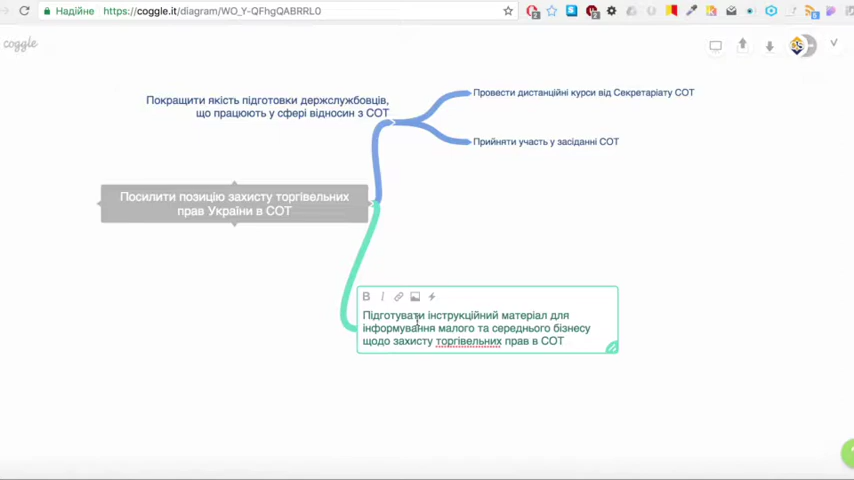 Надійне https://coggle.it/diagram/WO_Y-QFhgQABRRL0
coggle
Покращити якість підготовки держслужбовців,
що працюють у сфері відносин з СОТ
Провести дистанційні курси від Секретаріату СОТ
Прийняти участь у засіданні СОТ
Посилити позицію захисту торгівельних
прав України в СОТ
B I
Підготувати інструкційний матеріал для
інформування малого та середнього бізнесу
щодо захисту торгівельних прав в СОТ